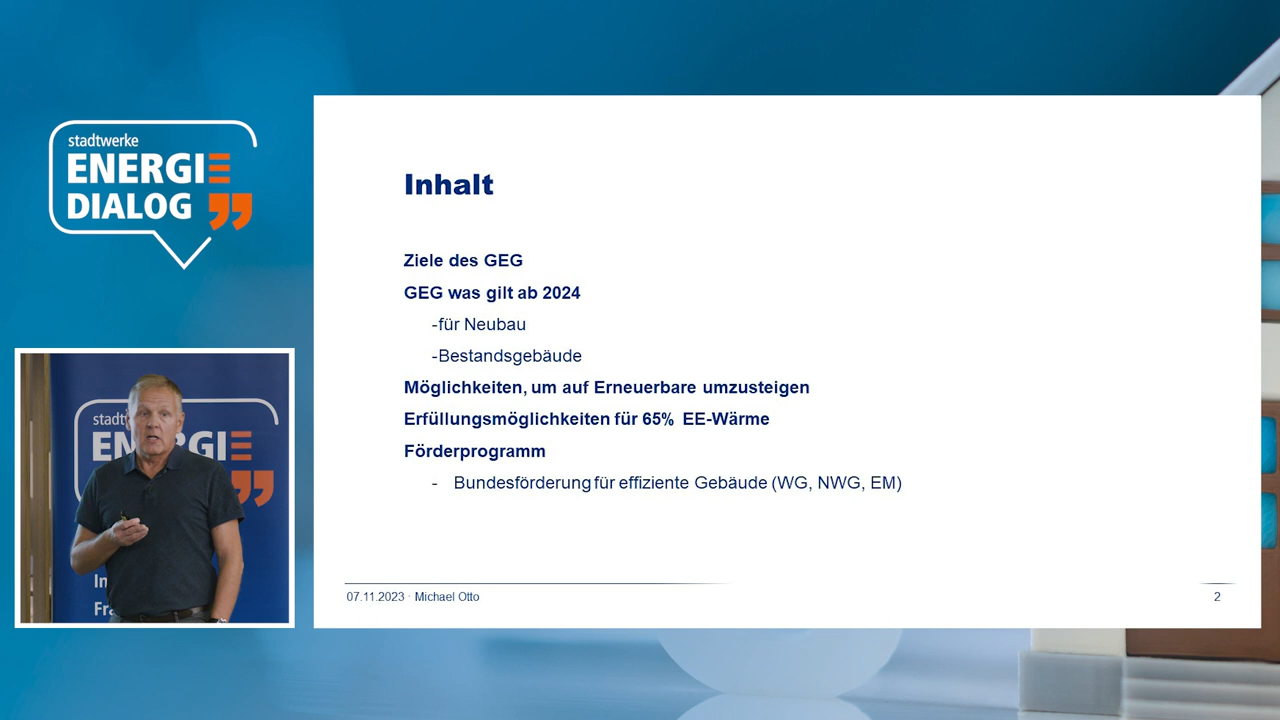 stadtwerke
ENERGIE
DIALOG
Inhalt
Ziele des GEG
GEG was gilt ab 2024
-für Neubau
-Bestandsgebäude
Möglichkeiten, um auf Erneuerbare umzusteigen
Erfüllungsmöglichkeiten für 65% EE-Wärme
Förderprogramm
- Bundesförderung für effiziente Gebäude (WG, NWG, EM)
07.11.2023 · Michael Otto
2